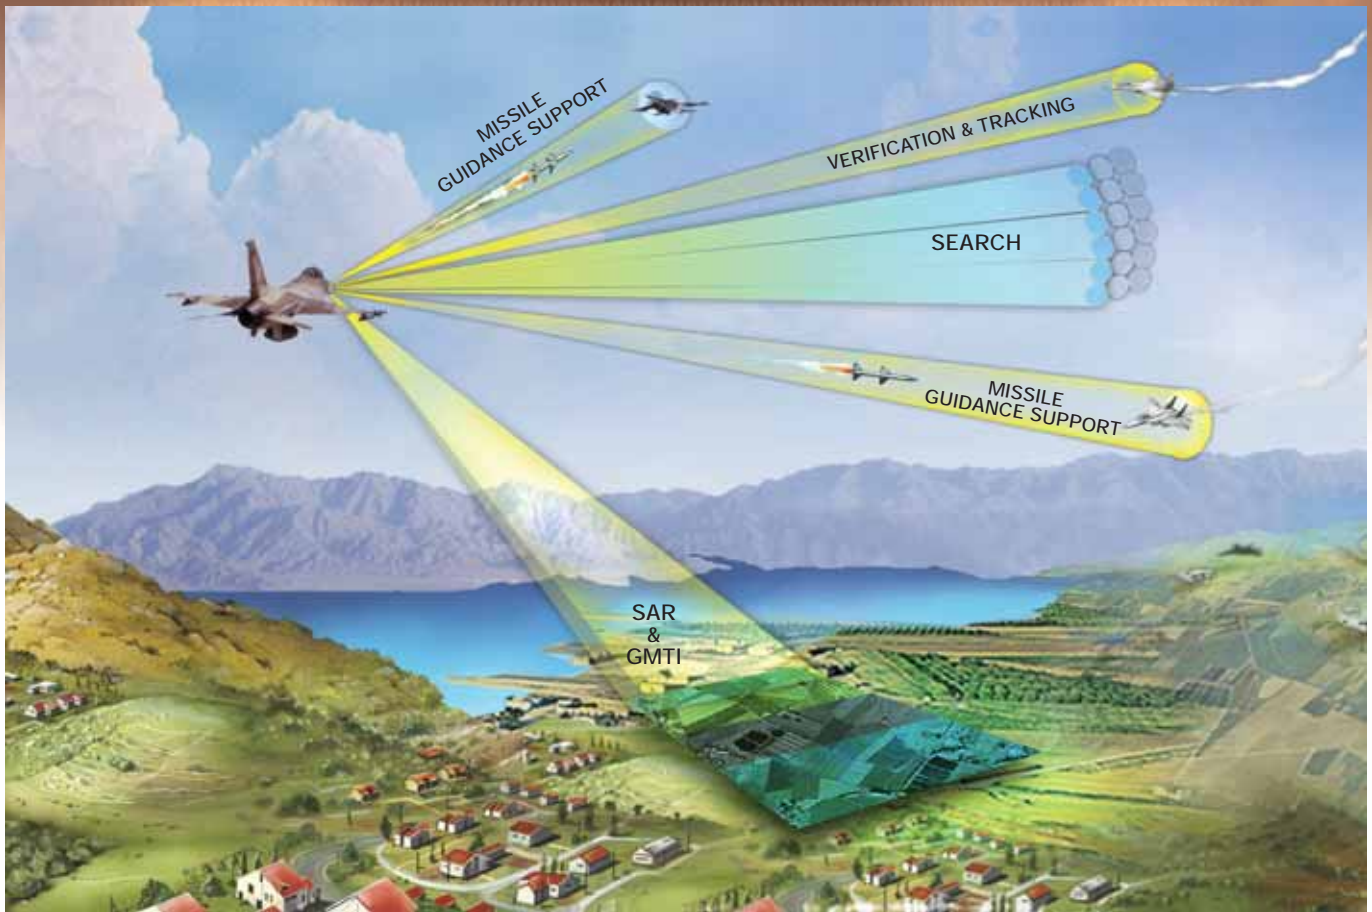 MISSILE
GUIDANCE SUPPORT
VERIFICATION & TRACKING
SEARCH
MISSILE
GUIDANCE SUPPORT
SAR
&
GMTI